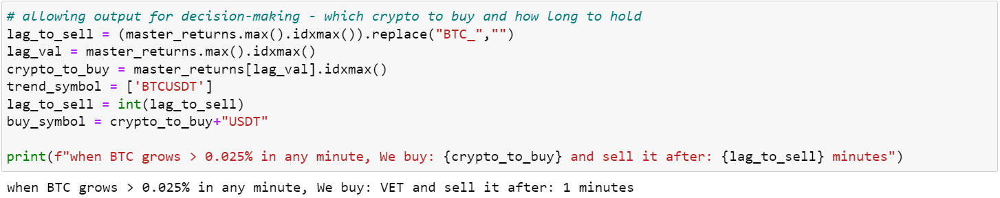 # allowing output for decision-making - which crypto to buy and how long to hold
lag_to_sell = (master_returns.max().idxmax()).replace("BTC_","")
lag_val = master_returns.max().idxmax()
crypto_to_buy = master_returns[lag_val].idxmax()
trend_symbol = ['BTCUSDT']
lag_to_sell = int(lag_to_sell)
buy_symbol = crypto_to_buy+"USDT"
print(f"when BTC grows > 0.025% in any minute, We buy: {crypto_to_buy} and sell it after: {lag_to_sell} minutes")
when BTC grows > 0.025% in any minute, We buy: VET and sell it after: 1 minutes